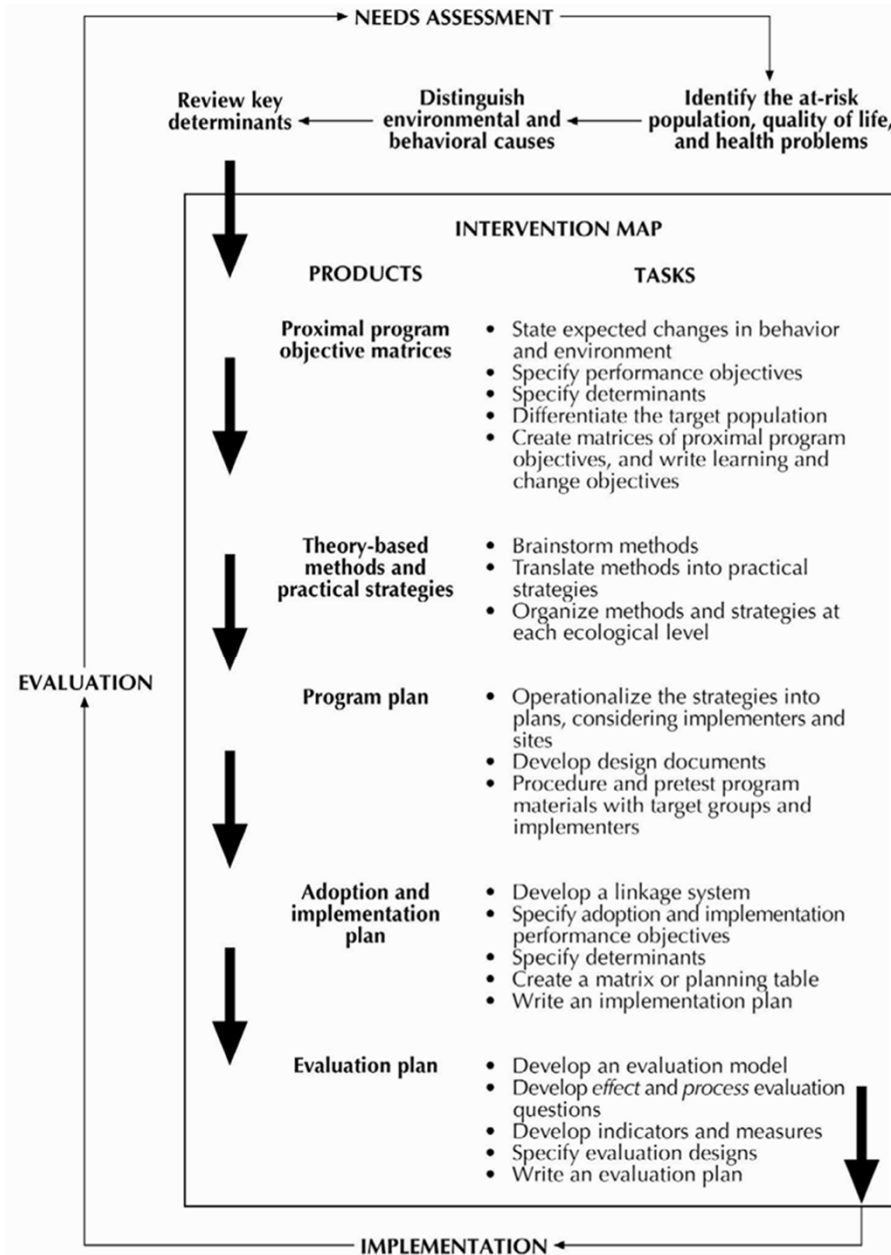 NEEDS ASSESSMENT
Review key
determinants
Distinguish
environmental and
behavioral causes
Identify the at-risk
population, quality of life,
and health problems
INTERVENTION MAP
PRODUCTS
TASKS
Proximal program
objective matrices
• State expected changes in behavior
and environment
• Specify performance objectives
• Specify determinants
• Differentiate the target population
• Create matrices of proximal program
objectives, and write learning and
change objectives
Theory-based
methods and
practical strategies
• Brainstorm methods
• Translate methods into practical
strategies
• Organize methods and strategies at
each ecological level
EVALUATION
Program plan
• Operationalize the strategies into
plans, considering implementers and
sites
• Develop design documents
• Procedure and pretest program
materials with target groups and
implementers
Adoption and
implementation
plan
• Develop a linkage system
• Specify adoption and implementation
performance objectives
• Specify determinants
• Create a matrix or planning table
• Write an implementation plan
Evaluation plan
• Develop an evaluation model
• Develop effect and process evaluation
questions
• Develop indicators and measures
• Specify evaluation designs
• Write an evaluation plan
IMPLEMENTATION